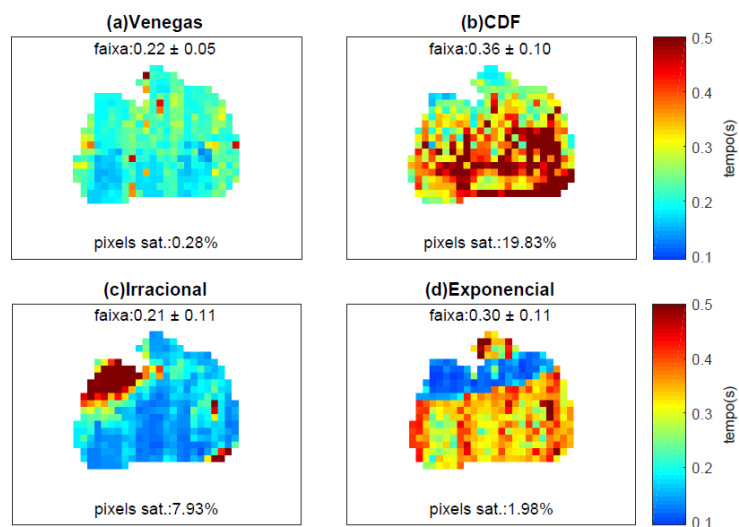 (a)Venegas
faixa:0.22 ± 0.05
pixels sat.:0.28%
(b)CDF
faixa:0.36 ± 0.10
pixels sat.:19.83%
0.5
0.4
0.3
0.2
0.1
tempo(s)
(c)Irracional
faixa:0.21 ± 0.11
pixels sat.:7.93%
(d)Exponencial
faixa:0.30 ± 0.11
pixels sat.:1.98%
0.5
0.4
0.3
0.2
0.1
tempo(s)